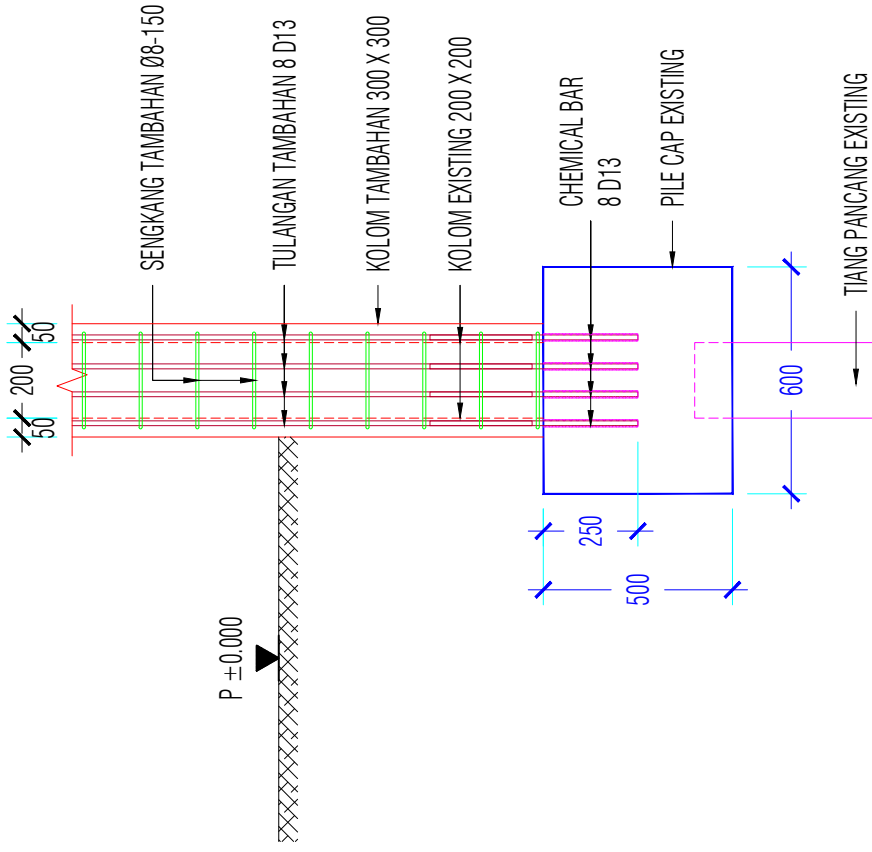 SENGKANG TAMBAHAN Ø8-150
TULANGAN TAMBAHAN 8 D13
KOLOM TAMBAHAN 300 X 300
KOLOM EXISTING 200 X 200
CHEMICAL BAR
8 D13
PILE CAP EXISTING
TIANG PANCANG EXISTING
50
200
50
P ±0.000
250
500
600